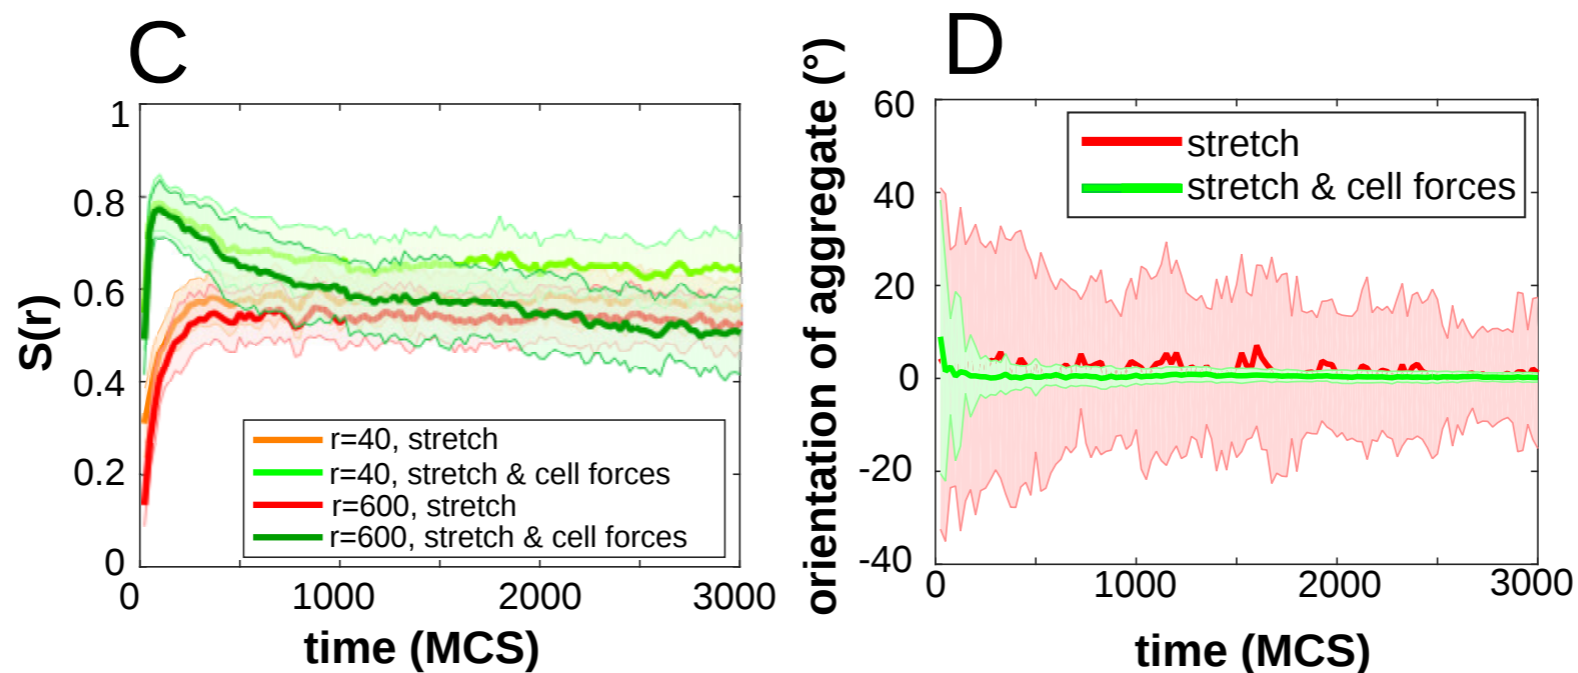 C
S(r)
1
0.8
0.6
0.4
0.2
0
r=40, stretch
r=40, stretch & cell forces
r=600, stretch
r=600, stretch & cell forces
0 1000 2000 3000
time (MCS)
D
orientation of aggregate (°)
60
40
20
0
-20
-40
stretch
stretch & cell forces
0 1000 2000 3000
time (MCS)